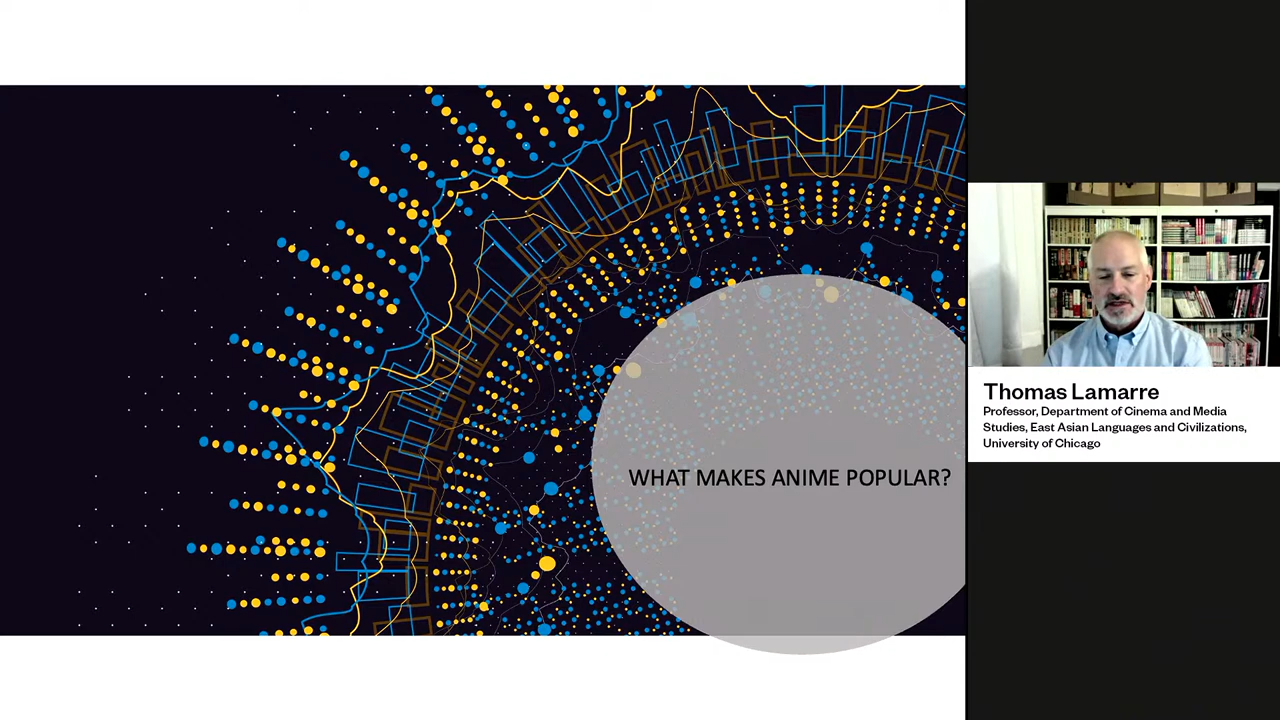 WHAT MAKES ANIME POPULAR?
Thomas Lamarre
Professor, Department of Cinema and Media
Studies, East Asian Languages and Civilizations,
University of Chicago